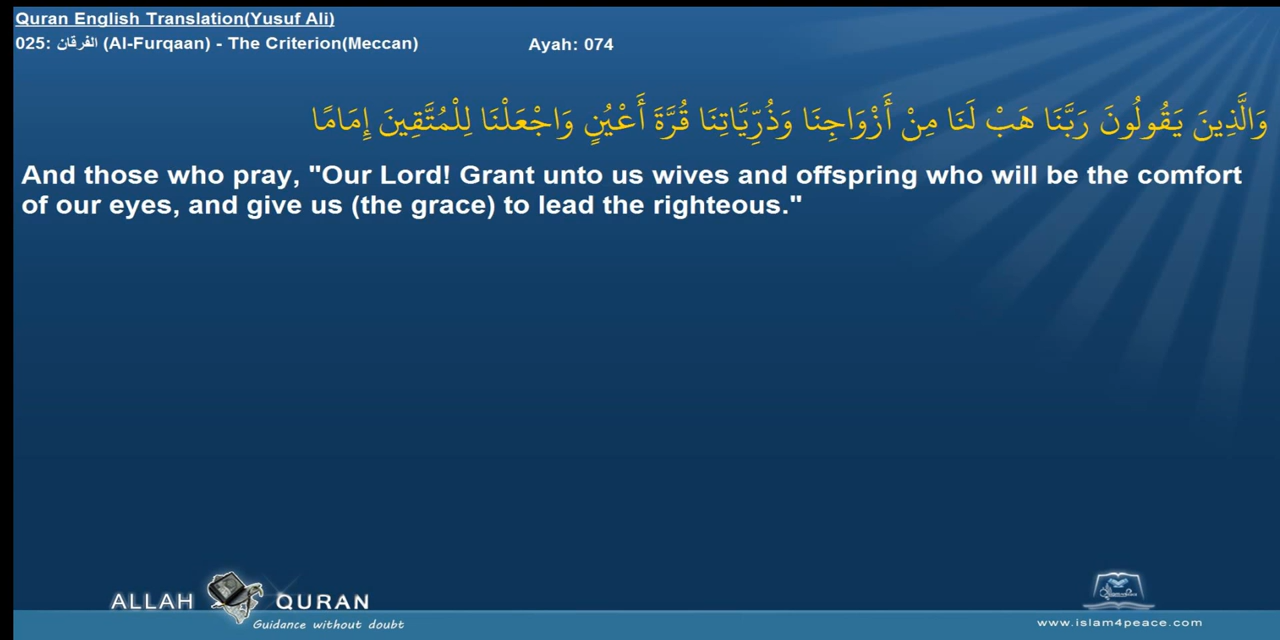 Quran English Translation(Yusuf Ali)
025: الفرقان (Al-Furqaan) - The Criterion(Meccan) Ayah: 074
وَالَّذِينَ يَقُولُونَ رَبَّنَا هَبْ لَنَا مِنْ أَزْوَاجِنَا وَذُرِّيَّاتِنَا قُرَّةَ أَعْيُنٍ وَاجْعَلْنَا لِلْمُتَّقِينَ إِمَامًا
And those who pray, "Our Lord! Grant unto us wives and offspring who will be the comfort
of our eyes, and give us (the grace) to lead the righteous."
ALLAH QURAN
Guidance without doubt
www.islam4peace.com